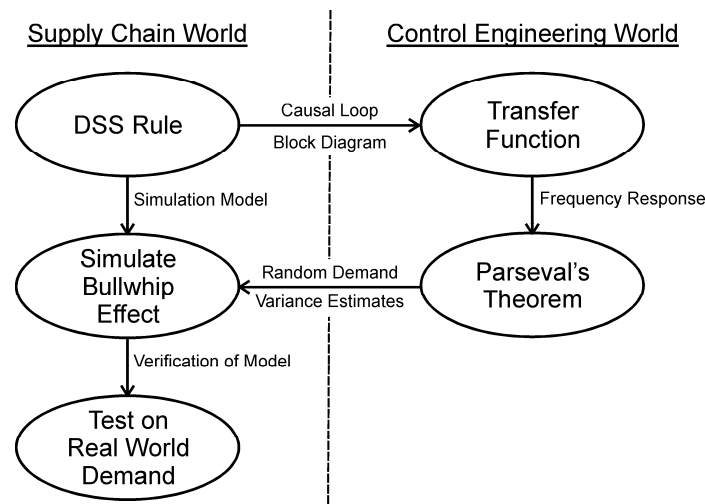 Supply Chain World
Control Engineering World
DSS Rule
Causal Loop
Block Diagram
Transfer
Function
Simulation Model
Frequency Response
Simulate
Bullwhip
Effect
Random Demand
Variance Estimates
Parseval's
Theorem
Verification of Model
Test on
Real World
Demand